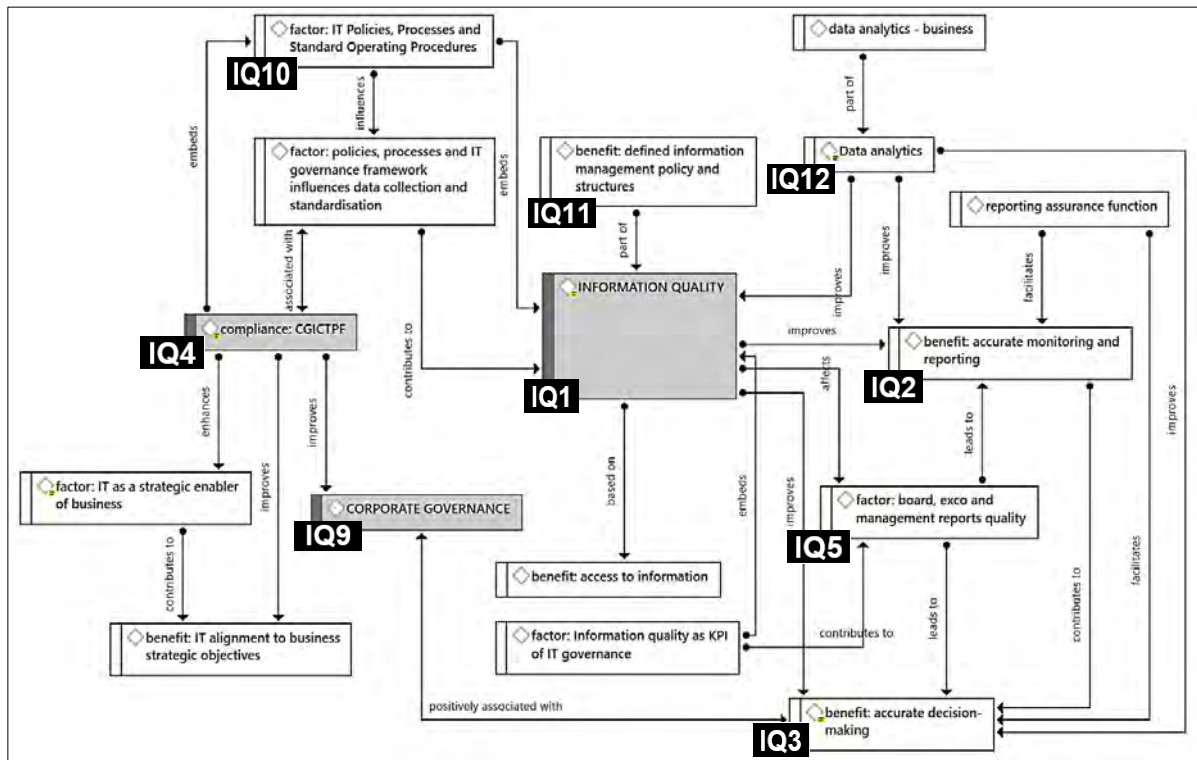 factor: IT Policies, Processes and
Standard Operating Procedures
IQ10
data analytics - business
embeds
influences
embeds
part of
factor: policies, processes and IT
governance framework
influences data collection and
standardisation
benefit: defined information
management policy and
structures
IQ11
Data analytics
IQ12
reporting assurance function
associated with
part of
improves
improves
facilitates
INFORMATION QUALITY
IQ1
compliance: CGICTPF
IQ4
contributes to
improves
benefit: accurate monitoring and
reporting
IQ2
affects
enhances
improves
improves
leads to
improves
factor: IT as a strategic enabler
of business
CORPORATE GOVERNANCE
IQ9
based on
embeds
improves
factor: board, exco and
management reports quality
IQ5
benefit: access to information
contributes to
contributes to
facilitates
leads to
benefit: IT alignment to business
strategic objectives
factor: Information quality as KPI
of IT governance
contributes to
positively associated with
benefit: accurate decision-
making
IQ3